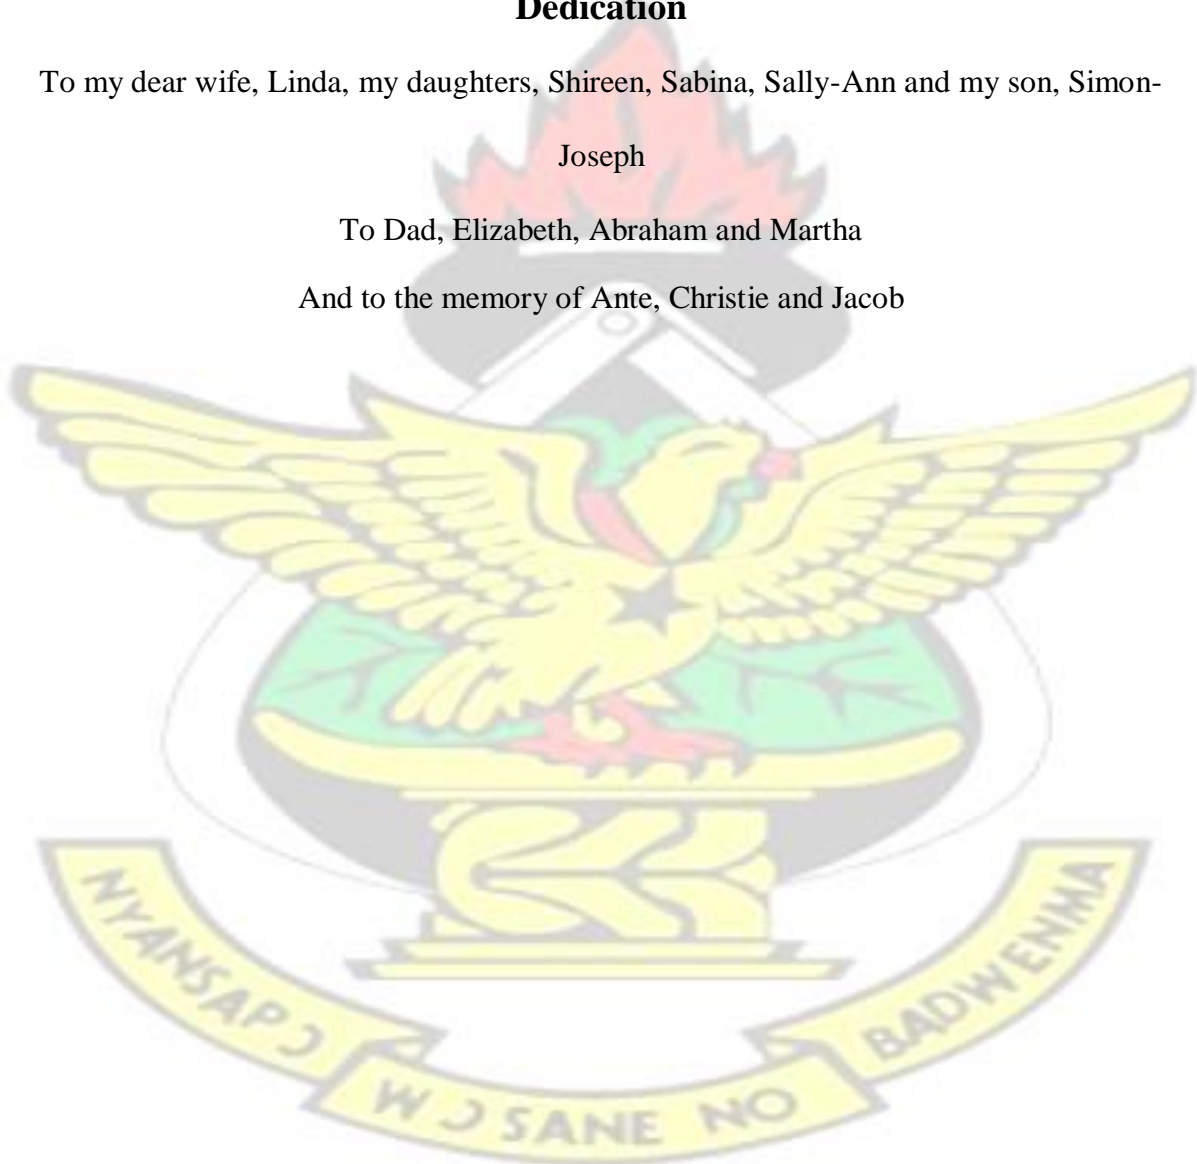 Dedication
To my dear wife, Linda, my daughters, Shireen, Sabina, Sally-Ann and my son, Simon-
Joseph
To Dad, Elizabeth, Abraham and Martha
And to the memory of Ante, Christie and Jacob
NYANSAPƆ
WƆSANE NO
BADWENMA